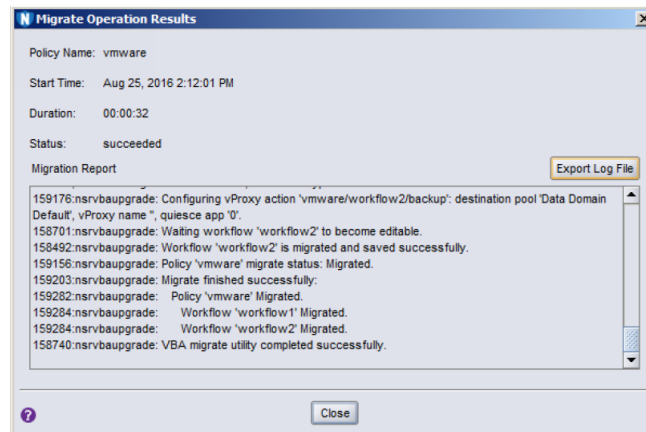 N Migrate Operation Results
Policy Name: vmware
Start Time: Aug 25, 2016 2:12:01 PM
Duration: 00:00:32
Status: succeeded
Migration Report
Export Log File
159176:nsrvbaupgrade: Configuring vProxy action 'vmware/workflow2/backup': destination pool 'Data Domain
Default', vProxy name '', quiesce app '0'.
158701:nsrvbaupgrade: Waiting workflow 'workflow2' to become editable.
158492:nsrvbaupgrade: Workflow 'workflow2' is migrated and saved successfully.
159156:nsrvbaupgrade: Policy 'vmware' migrate status: Migrated.
159203:nsrvbaupgrade: Migrate finished successfully:
159282:nsrvbaupgrade: Policy 'vmware' Migrated.
159284:nsrvbaupgrade: Workflow 'workflow1' Migrated.
159284:nsrvbaupgrade: Workflow 'workflow2' Migrated.
158740:nsrvbaupgrade: VBA migrate utility completed successfully.
?
Close